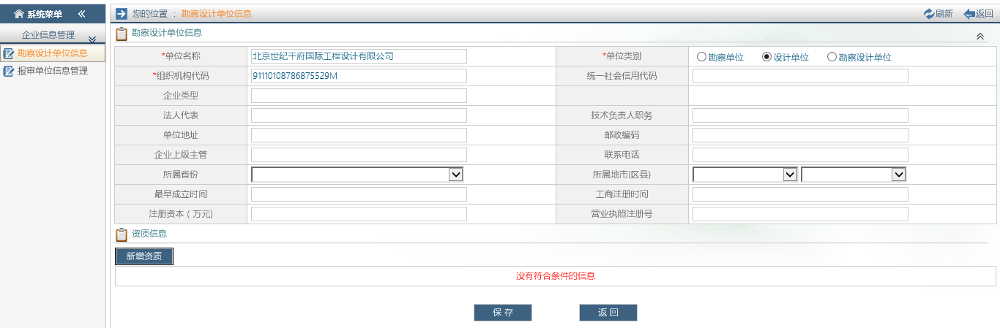 系统菜单
您的位置 ： 勘察设计单位信息
刷新 返回
企业信息管理
勘察设计单位信息
报审单位信息管理
勘察设计单位信息
*单位名称 北京世纪千府国际工程设计有限公司 *单位类别 勘察单位 设计单位 勘察设计单位
*组织机构代码 91110108786875529M 统一社会信用代码
企业类型
法人代表 技术负责人职务
单位地址 邮政编码
企业上级主管 联系电话
所属省份 所属地市(区县)
最早成立时间 工商注册时间
注册资本（万元) 营业执照注册号
资质信息
新增资质
没有符合条件的信息
保 存 返 回